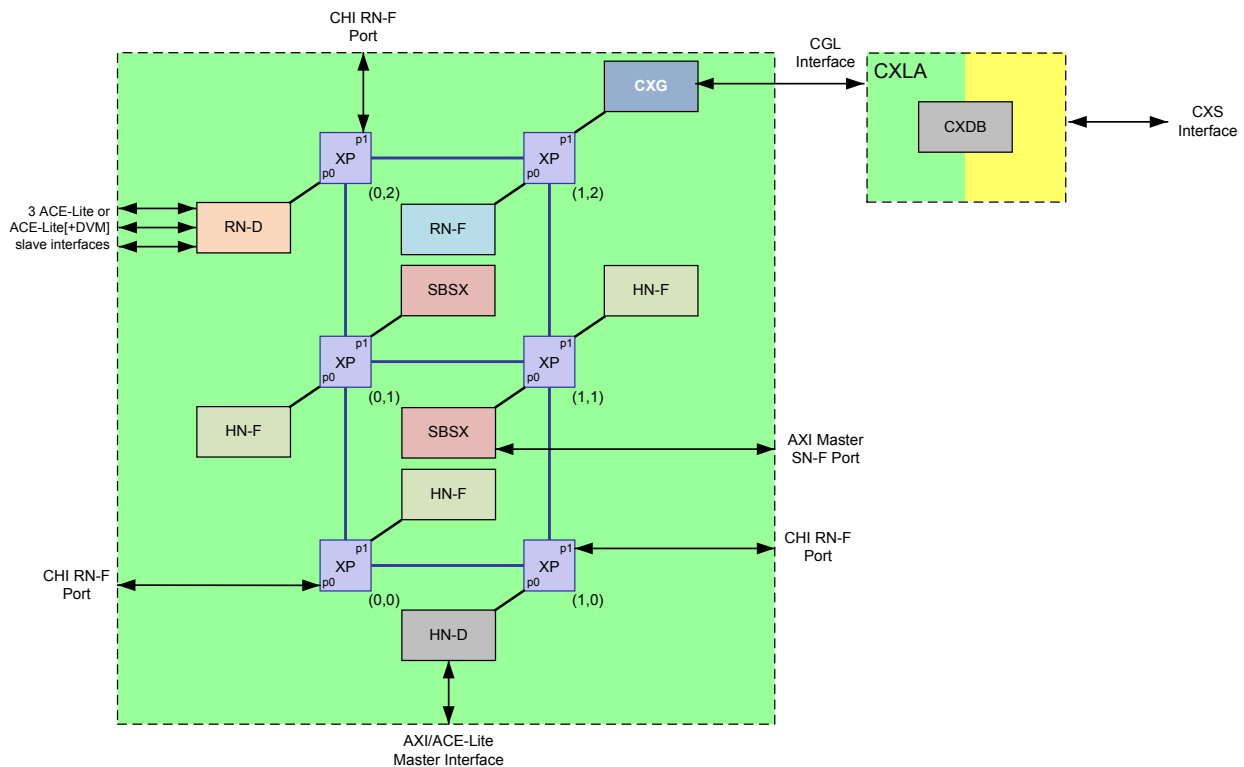 CHI RN-F
Port
CGL
Interface
CXLA
CXG
CXDB
CXS
Interface
p1
XP
p0
(0,2)
p1
XP
p0
(1,2)
3 ACE-Lite or
ACE-Lite[+DVM]
slave interfaces
RN-D
RN-F
SBSX
HN-F
p1
XP
p0
(0,1)
p1
XP
p0
(1,1)
HN-F
SBSX
AXI Master
SN-F Port
HN-F
p1
XP
p0
(0,0)
p1
XP
p0
(1,0)
CHI RN-F
Port
CHI RN-F
Port
HN-D
AXI/ACE-Lite
Master Interface